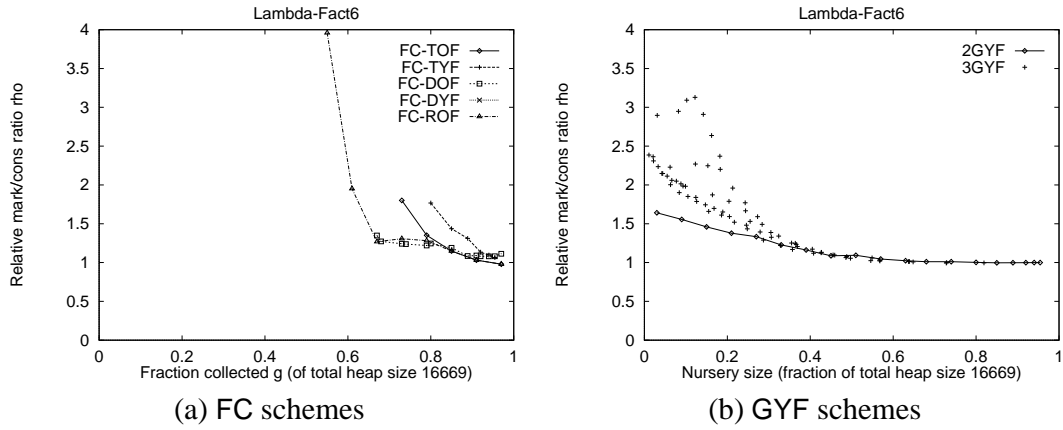 Lambda-Fact6
4
3.5
3
2.5
2
1.5
1
0.5
0
Relative mark/cons ratio rho
FC-TOF
FC-TYF
FC-DOF
FC-DYF
FC-ROF
0 0.2 0.4 0.6 0.8 1
Fraction collected g (of total heap size 16669)
(a) FC schemes
Lambda-Fact6
4
3.5
3
2.5
2
1.5
1
0.5
0
Relative mark/cons ratio rho
2GYF
3GYF
0 0.2 0.4 0.6 0.8 1
Nursery size (fraction of total heap size 16669)
(b) GYF schemes